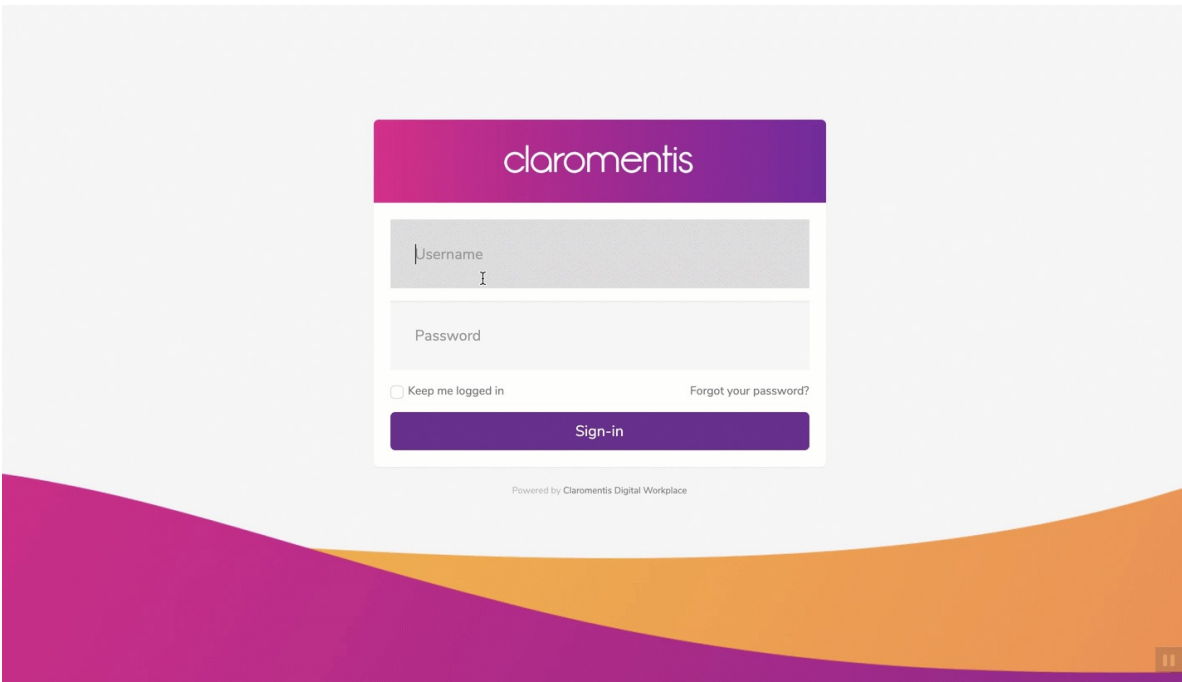 claromentis
Username
Password
Keep me logged in
Forgot your password?
Sign-in
Powered by Claromentis Digital Workplace